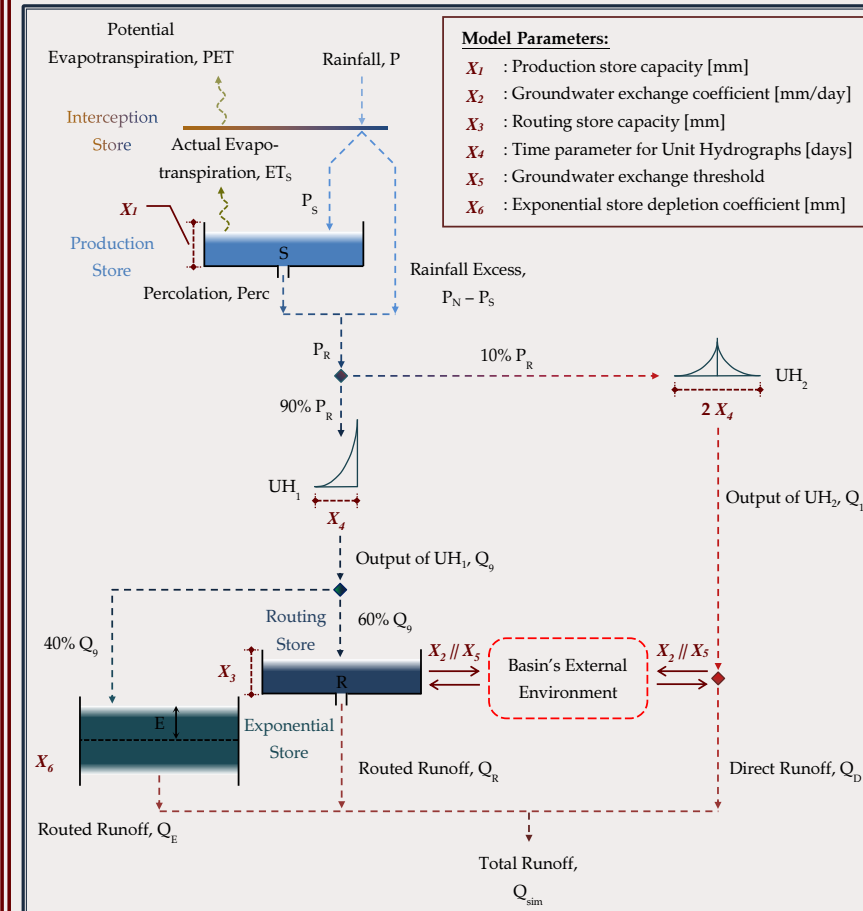 Potential
Evapotranspiration, PET
Rainfall, P
Interception
Store
Actual Evapo-
transpiration, ETS
PS
X1
Production
Store
S
Percolation, Perc
Rainfall Excess,
PN – PS
PR
10% PR
90% PR
UH2
2 X4
UH1
X4
Output of UH2, Q1
Output of UH1, Q9
40% Q9
Routing
Store
60% Q9
X2 // X5
X2 // X5
Basin's External
Environment
X3
R
E
Exponential
Store
X6
Routed Runoff, QR
Direct Runoff, QD
Routed Runoff, QE
Total Runoff,
Qsim
Model Parameters:
X1 : Production store capacity [mm]
X2 : Groundwater exchange coefficient [mm/day]
X3 : Routing store capacity [mm]
X4 : Time parameter for Unit Hydrographs [days]
X5 : Groundwater exchange threshold
X6 : Exponential store depletion coefficient [mm]